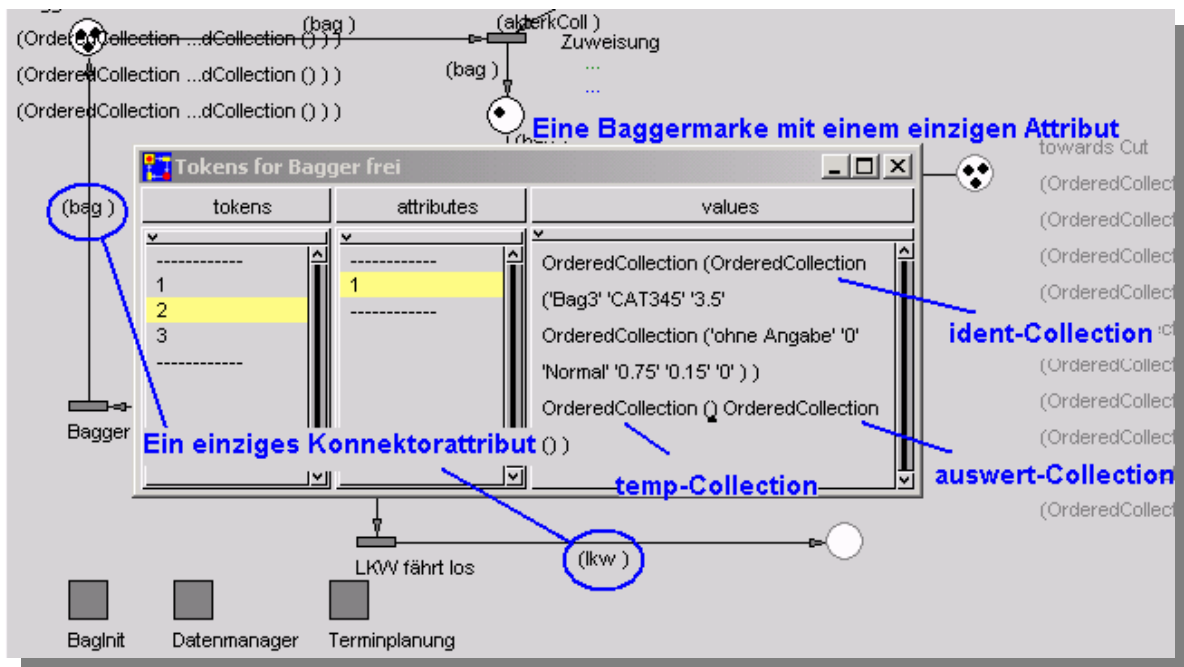 (bag )
(OrderedCollection ...dCollection () ) )
Zuweisung
(OrderedCollection ...dCollection () ) )
(bag )
...
...
(OrderedCollection ...dCollection () ) )
Eine Baggermarke mit einem einzigen Attribut
towards Cut
Tokens for Bagger frei
(OrderedCollect
(bag )
tokens
attributes
values
(OrderedCollect
------------
------------
OrderedCollection (OrderedCollection
(OrderedCollect
1
1
('Bag3' 'CAT345' '3.5'
(OrderedCollect
2
------------
3
OrderedCollection ('ohne Angabe' '0'
ident-Collection
------------
'Normal' '0.75' '0.15' '0' ) )
(OrderedCollect
OrderedCollection () OrderedCollection
(OrderedCollect
Bagger
Ein einziges Konnektorattribut
() )
(OrderedCollect
temp-Collection
auswert-Collection
(OrderedCollect
(lkw )
LKW fährt los
BagInit
Datenmanager
Terminplanung